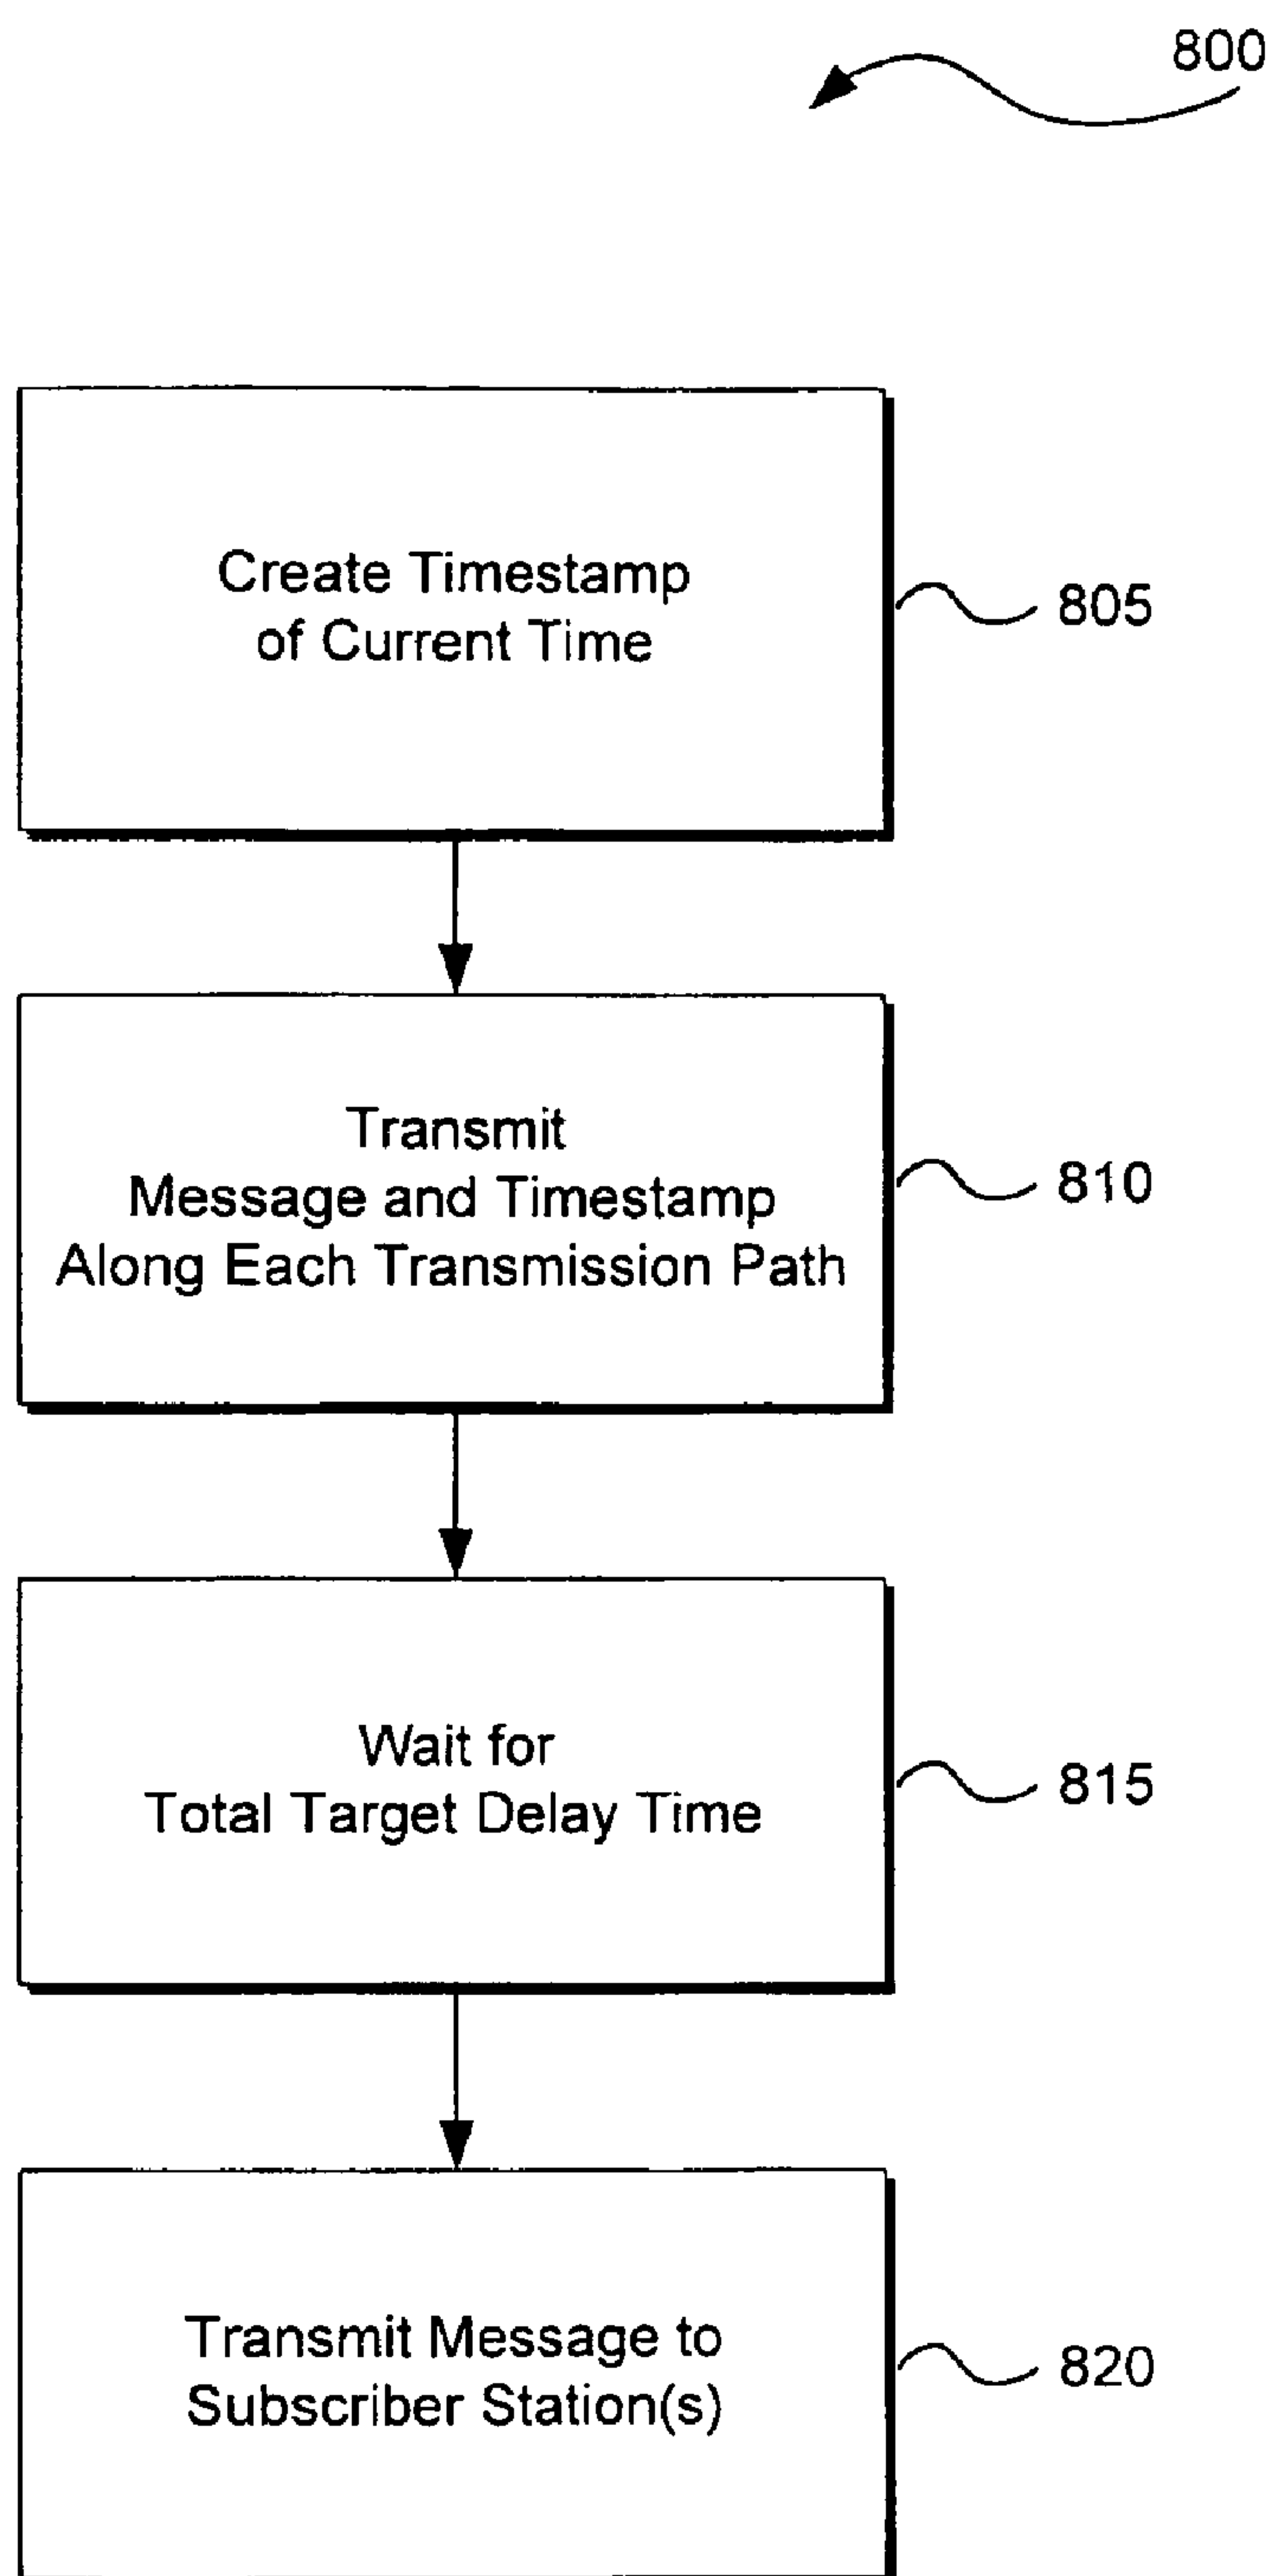 800
Create Timestamp
of Current Time
805
Transmit
Message and Timestamp
Along Each Transmission Path
810
Wait for
Total Target Delay Time
815
Transmit Message to
Subscriber Station(s)
820